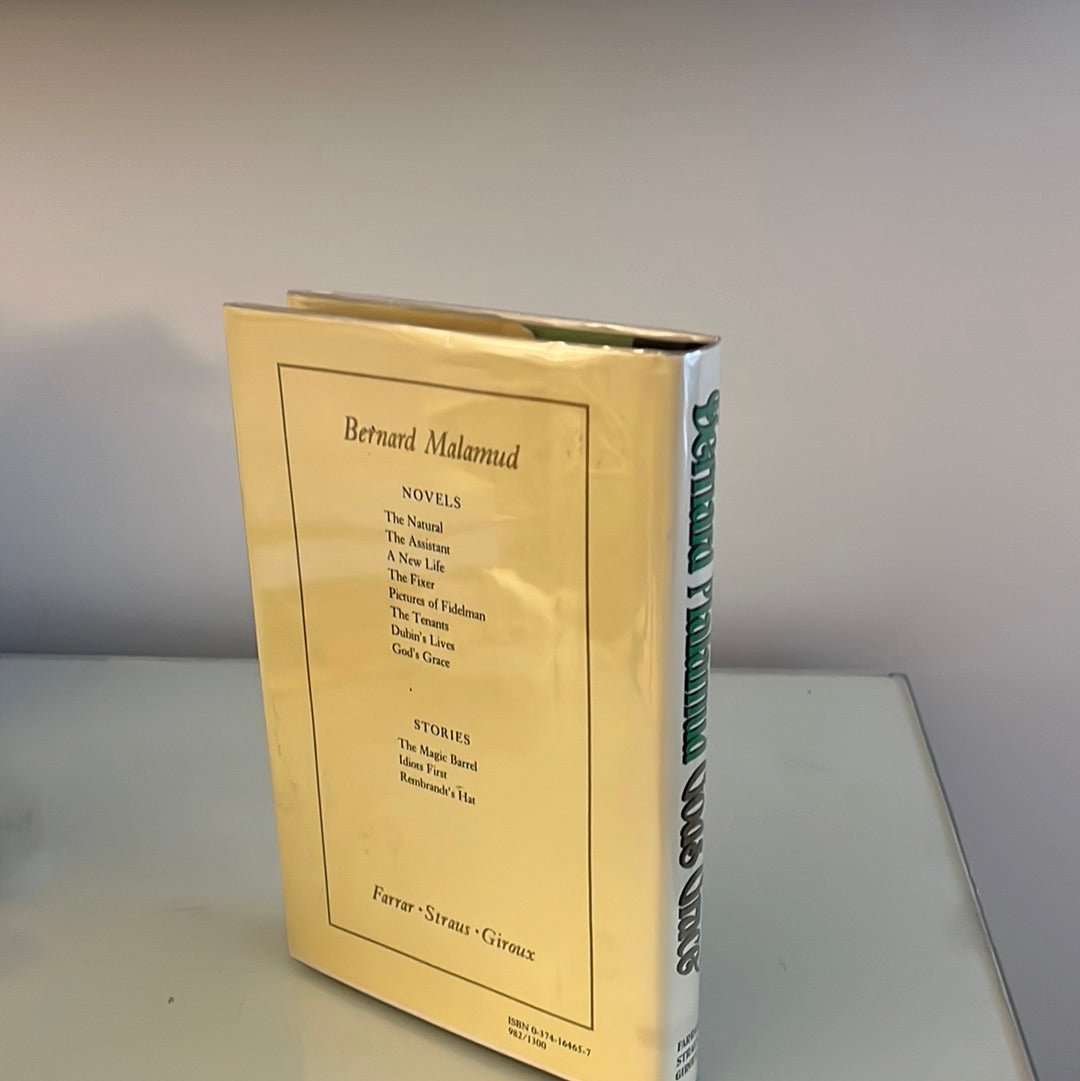 Bernard Malamud
NOVELS
The Natural
The Assistant
A New Life
The Fixer
Pictures of Fidelman
The Tenants
Dubin's Lives
God's Grace
STORIES
The Magic Barrel
Idiots First
Rembrandt's Hat
Farrar • Straus • Giroux
ISBN 0-374-16465-7
982/1300
Bernard Malamud God's Grace